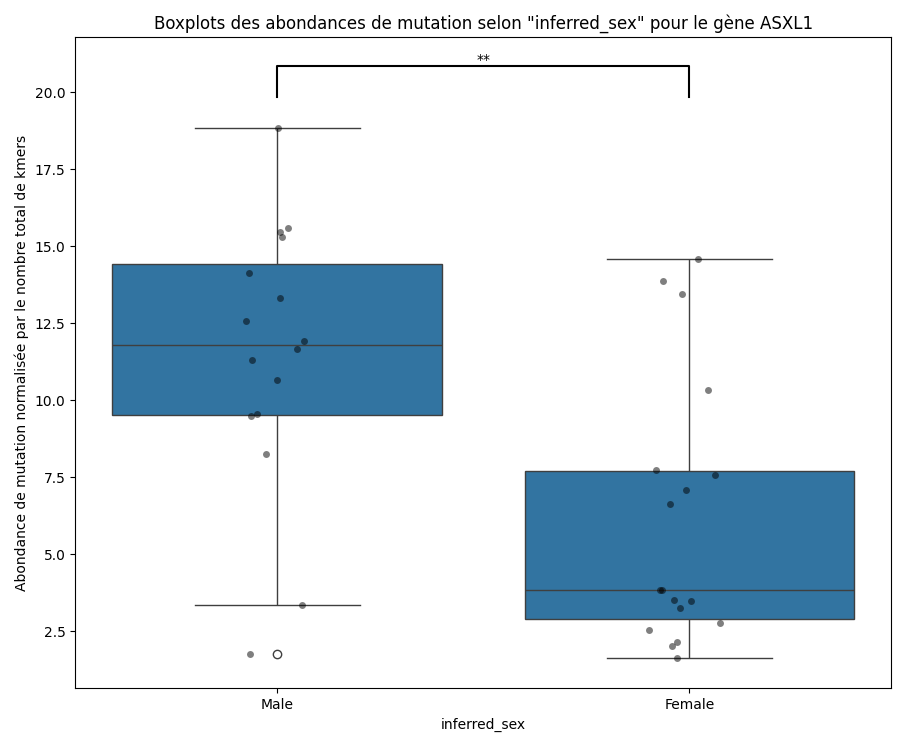 Boxplots des abondances de mutation selon "inferred_sex" pour le gène ASXL1
**
20.0
17.5
15.0
12.5
10.0
7.5
5.0
2.5
Abondance de mutation normalisée par le nombre total de kmers
Male
Female
inferred_sex